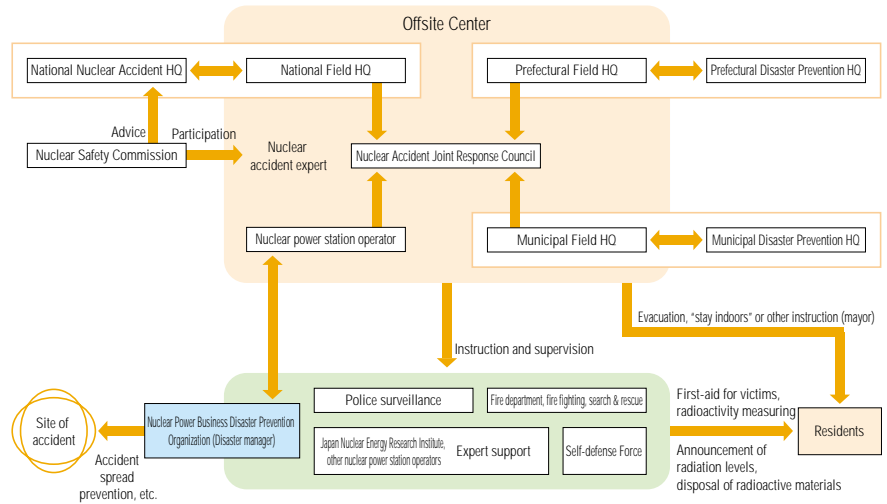 Offsite Center
National Nuclear Accident HQ
National Field HQ
Prefectural Field HQ
Prefectural Disaster Prevention HQ
Advice
Participation
Nuclear Safety Commission
Nuclear
accident expert
Nuclear Accident Joint Response Council
Nuclear power station operator
Municipal Field HQ
Municipal Disaster Prevention HQ
Evacuation, “stay indoors” or other instruction (mayor)
Instruction and supervision
Site of
accident
Accident
spread
prevention, etc.
Nuclear Power Business Disaster Prevention
Organization (Disaster manager)
Police surveillance
Fire department, fire fighting, search & rescue
Japan Nuclear Energy Research Institute,
other nuclear power station operators
Expert support
Self-defense Force
First-aid for victims,
radioactivity measuring
Announcement of
radiation levels,
disposal of radioactive materials
Residents